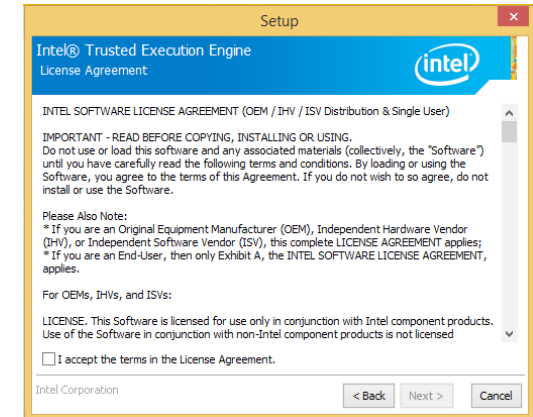 Setup
Intel® Trusted Execution Engine
License Agreement
intel
INTEL SOFTWARE LICENSE AGREEMENT (OEM / IHV / ISV Distribution & Single User)
IMPORTANT - READ BEFORE COPYING, INSTALLING OR USING.
Do not use or load this software and any associated materials (collectively, the "Software")
until you have carefully read the following terms and conditions. By loading or using the
Software, you agree to the terms of this Agreement. If you do not wish to so agree, do not
install or use the Software.
Please Also Note:
* If you are an Original Equipment Manufacturer (OEM), Independent Hardware Vendor
(IHV), or Independent Software Vendor (ISV), this complete LICENSE AGREEMENT applies;
* If you are an End-User, then only Exhibit A, the INTEL SOFTWARE LICENSE AGREEMENT,
applies.
For OEMs, IHVs, and ISVs:
LICENSE. This Software is licensed for use only in conjunction with Intel component products.
Use of the Software in conjunction with non-Intel component products is not licensed
I accept the terms in the License Agreement.
Intel Corporation
< Back Next > Cancel